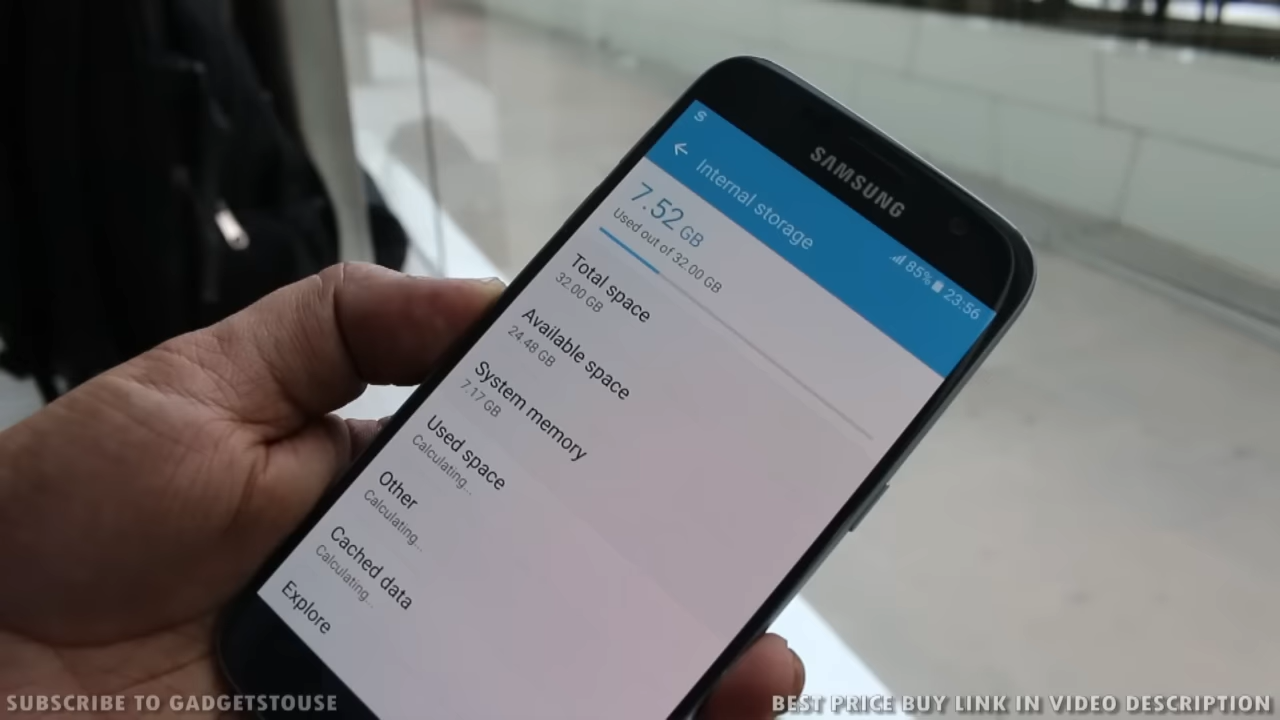 SAMSUNG
S
85% 23:56
Internal storage
7.52 GB
Used out of 32.00 GB
Total space
32.00 GB
Available space
24.48 GB
System memory
7.17 GB
Used space
Calculating...
Other
Calculating...
Cached data
Calculating...
Explore
SUBSCRIBE TO GADGETSTOUSE
BEST PRICE BUY LINK IN VIDEO DESCRIPTION